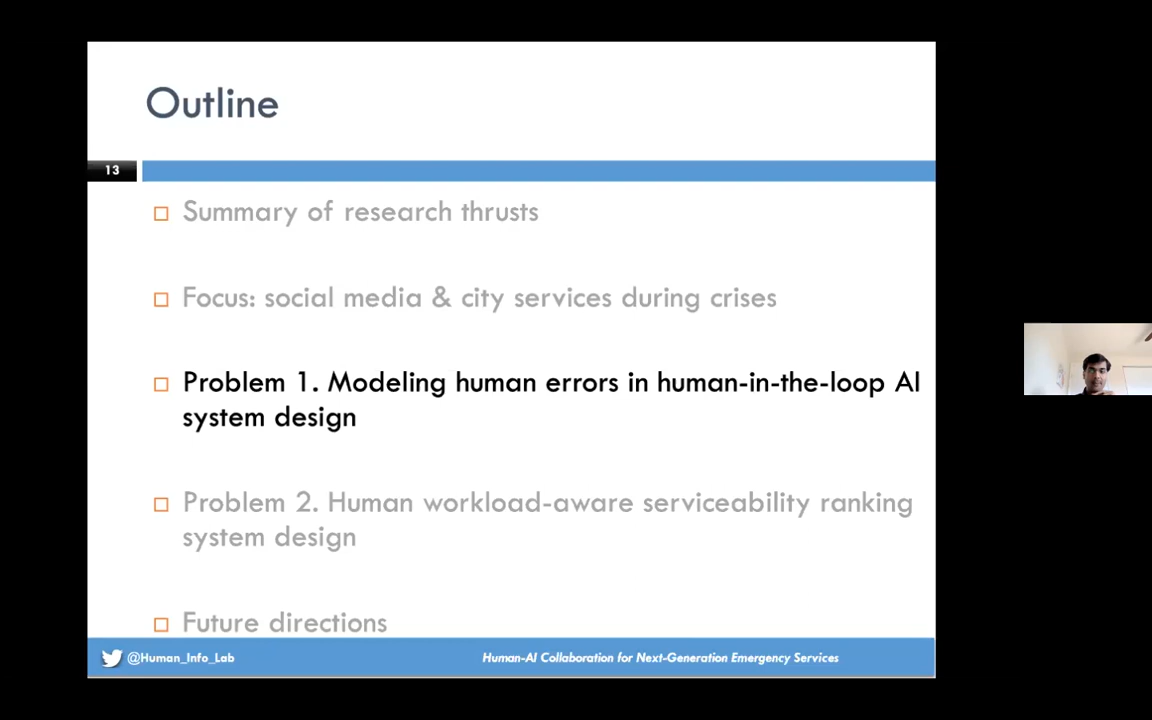 Outline
13
Summary of research thrusts
Focus: social media & city services during crises
Problem 1. Modeling human errors in human-in-the-loop AI
system design
Problem 2. Human workload-aware serviceability ranking
system design
Future directions
@Human_Info_Lab
Human-AI Collaboration for Next-Generation Emergency Services